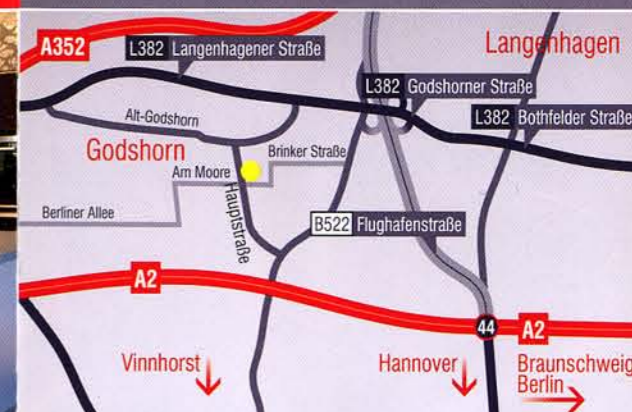 A352
L382 Langenhagener Straße
Langenhagen
L382 Godshorner Straße
L382 Bothfelder Straße
Alt-Godshorn
Godshorn
Brinker Straße
Am Moore
Hauptstraße
Berliner Allee
B522 Flughafenstraße
A2
44
A2
Vinnhorst
Hannover
Braunschweig
Berlin